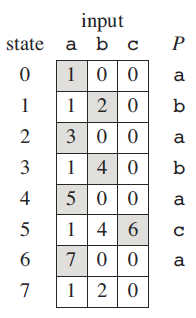 input
state a b c P
0 1 0 0 a
1 1 2 0 b
2 3 0 0 a
3 1 4 0 b
4 5 0 0 a
5 1 4 6 c
6 7 0 0 a
7 1 2 0